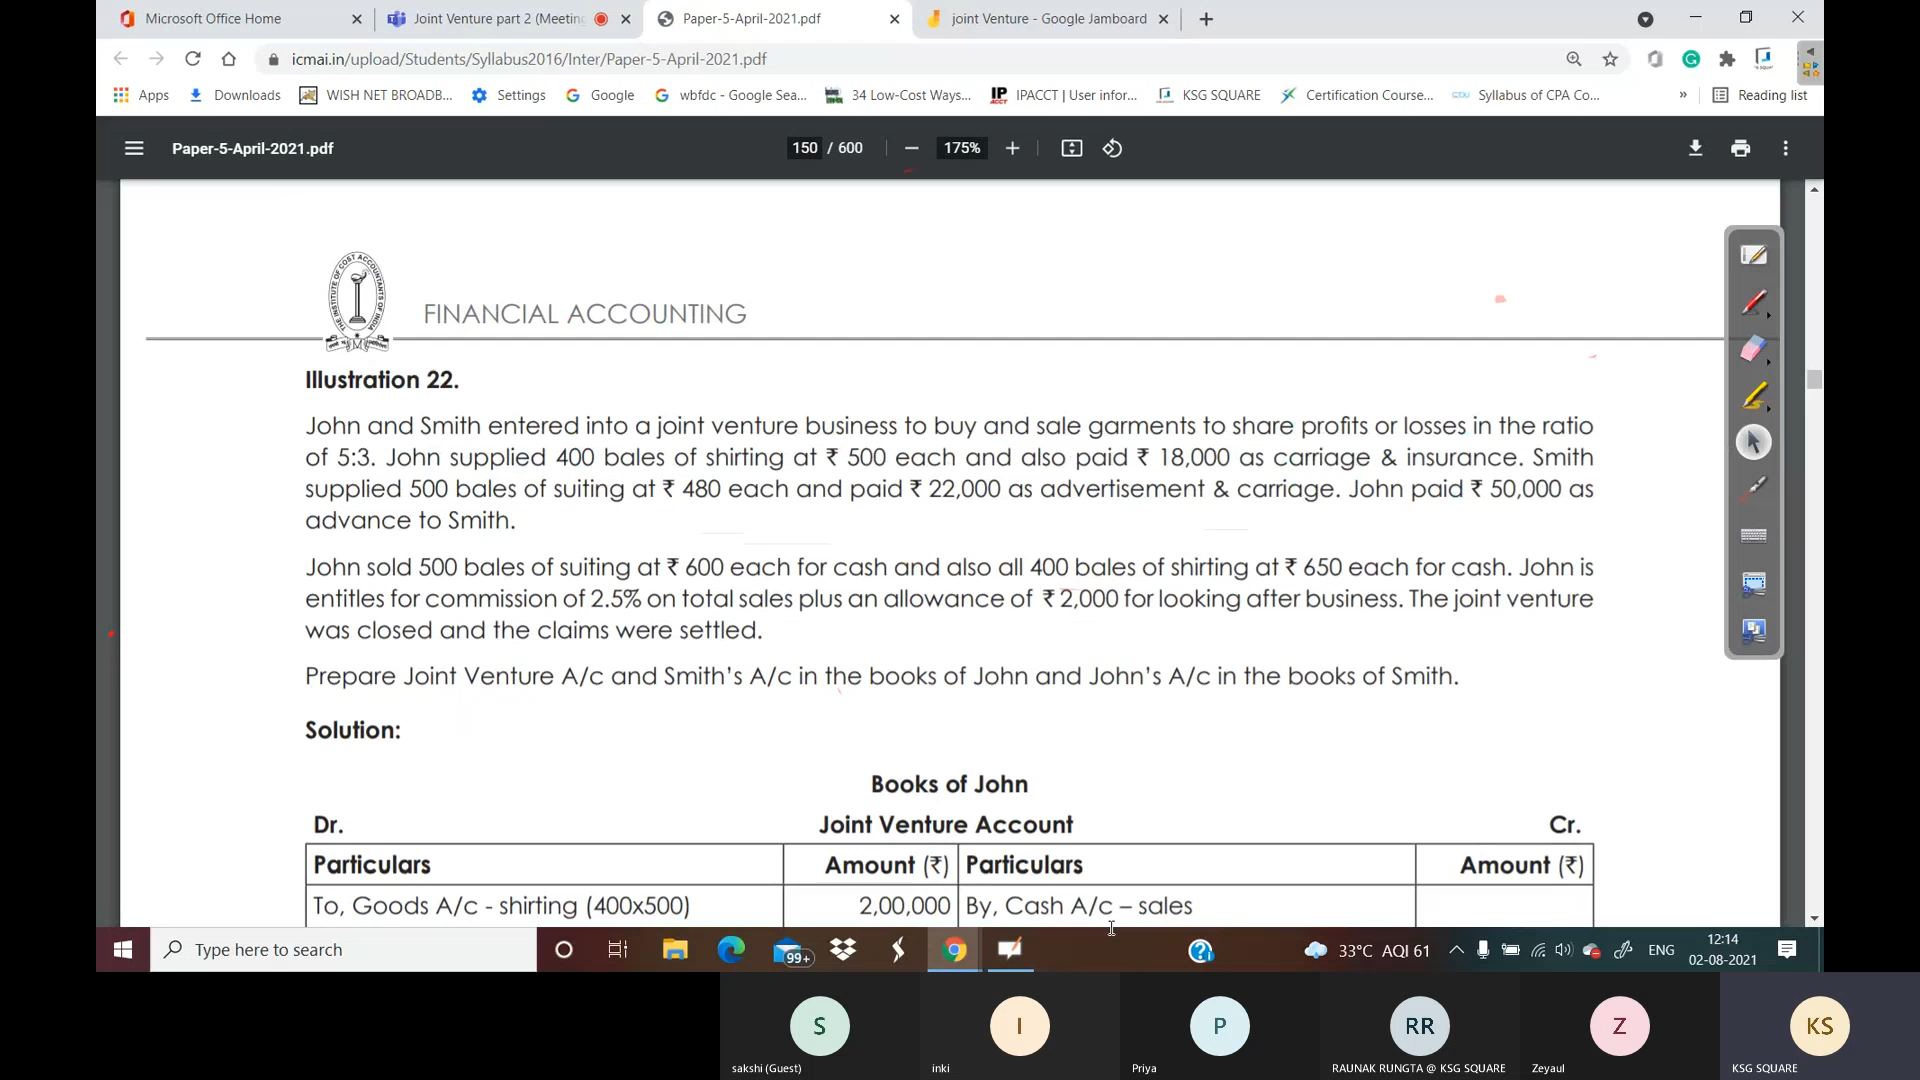 Microsoft Office Home
Joint Venture part 2 (Meetin
Paper-5-April-2021.pdf
joint Venture - Google Jamboard
icmai.in/upload/Students/Syllabus2016/Inter/Paper-5-April-2021.pdf
Apps
Downloads
WISH NET BROADB...
Settings
Google
wbfdc - Google Sea...
34 Low-Cost Ways...
IPACCT | User infor...
KSG SQUARE
Certification Course...
Syllabus of CPA Co...
»
Reading list
Paper-5-April-2021.pdf
150 / 600
175%
FINANCIAL ACCOUNTING
Illustration 22.
John and Smith entered into a joint venture business to buy and sale garments to share profits or losses in the ratio
of 5:3. John supplied 400 bales of shirting at ₹ 500 each and also paid ₹ 18,000 as carriage & insurance. Smith
supplied 500 bales of suiting at ₹ 480 each and paid ₹ 22,000 as advertisement & carriage. John paid ₹ 50,000 as
advance to Smith.
John sold 500 bales of suiting at ₹ 600 each for cash and also all 400 bales of shirting at ₹ 650 each for cash. John is
entitles for commission of 2.5% on total sales plus an allowance of ₹ 2,000 for looking after business. The joint venture
was closed and the claims were settled.
Prepare Joint Venture A/c and Smith's A/c in the books of John and John's A/c in the books of Smith.
Solution:
Books of John
Dr. Joint Venture Account Cr.
Particulars Amount (₹) Particulars Amount (₹)
To, Goods A/c - shirting (400x500) 2,00,000 By, Cash A/c – sales
Type here to search
99+
33°C AQI 61
ENG
12:14
02-08-2021
S
I
P
RR
Z
KS
sakshi (Guest)
inki
Priya
RAUNAK RUNGTA @ KSG SQUARE
Zeyaul
KSG SQUARE